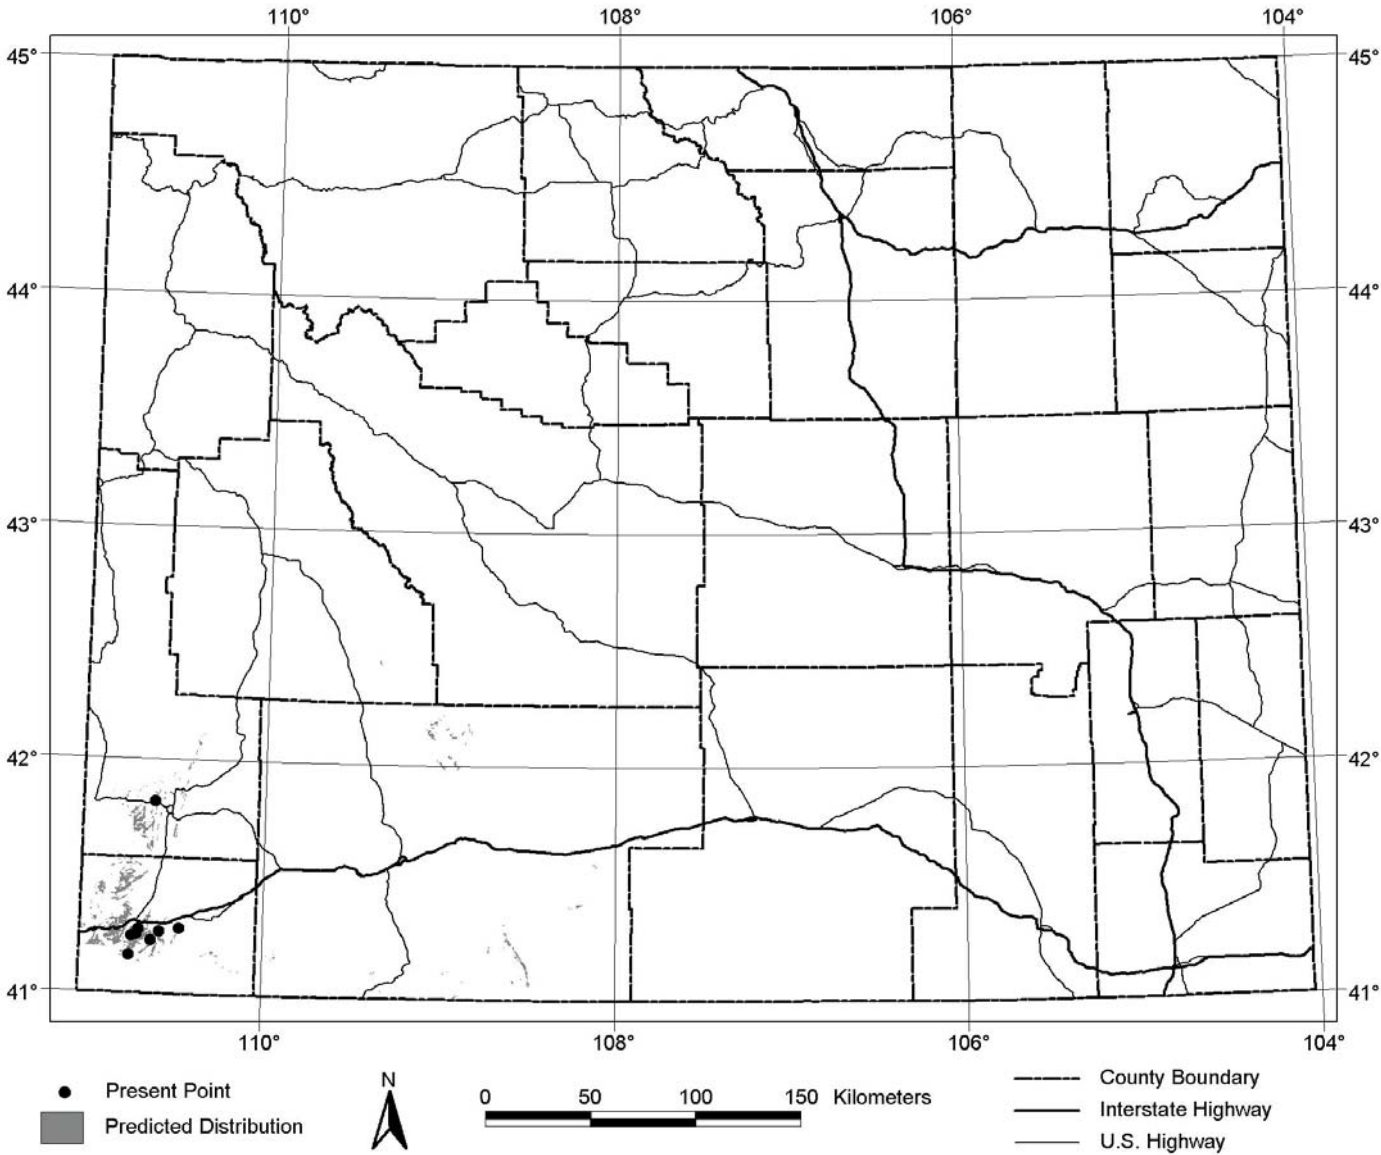 110° 108° 106° 104°
45° 45°
44° 44°
43° 43°
42° 42°
41° 41°
110° 108° 106° 104°
Present Point
Predicted Distribution
N
0 50 100 150 Kilometers
County Boundary
Interstate Highway
U.S. Highway